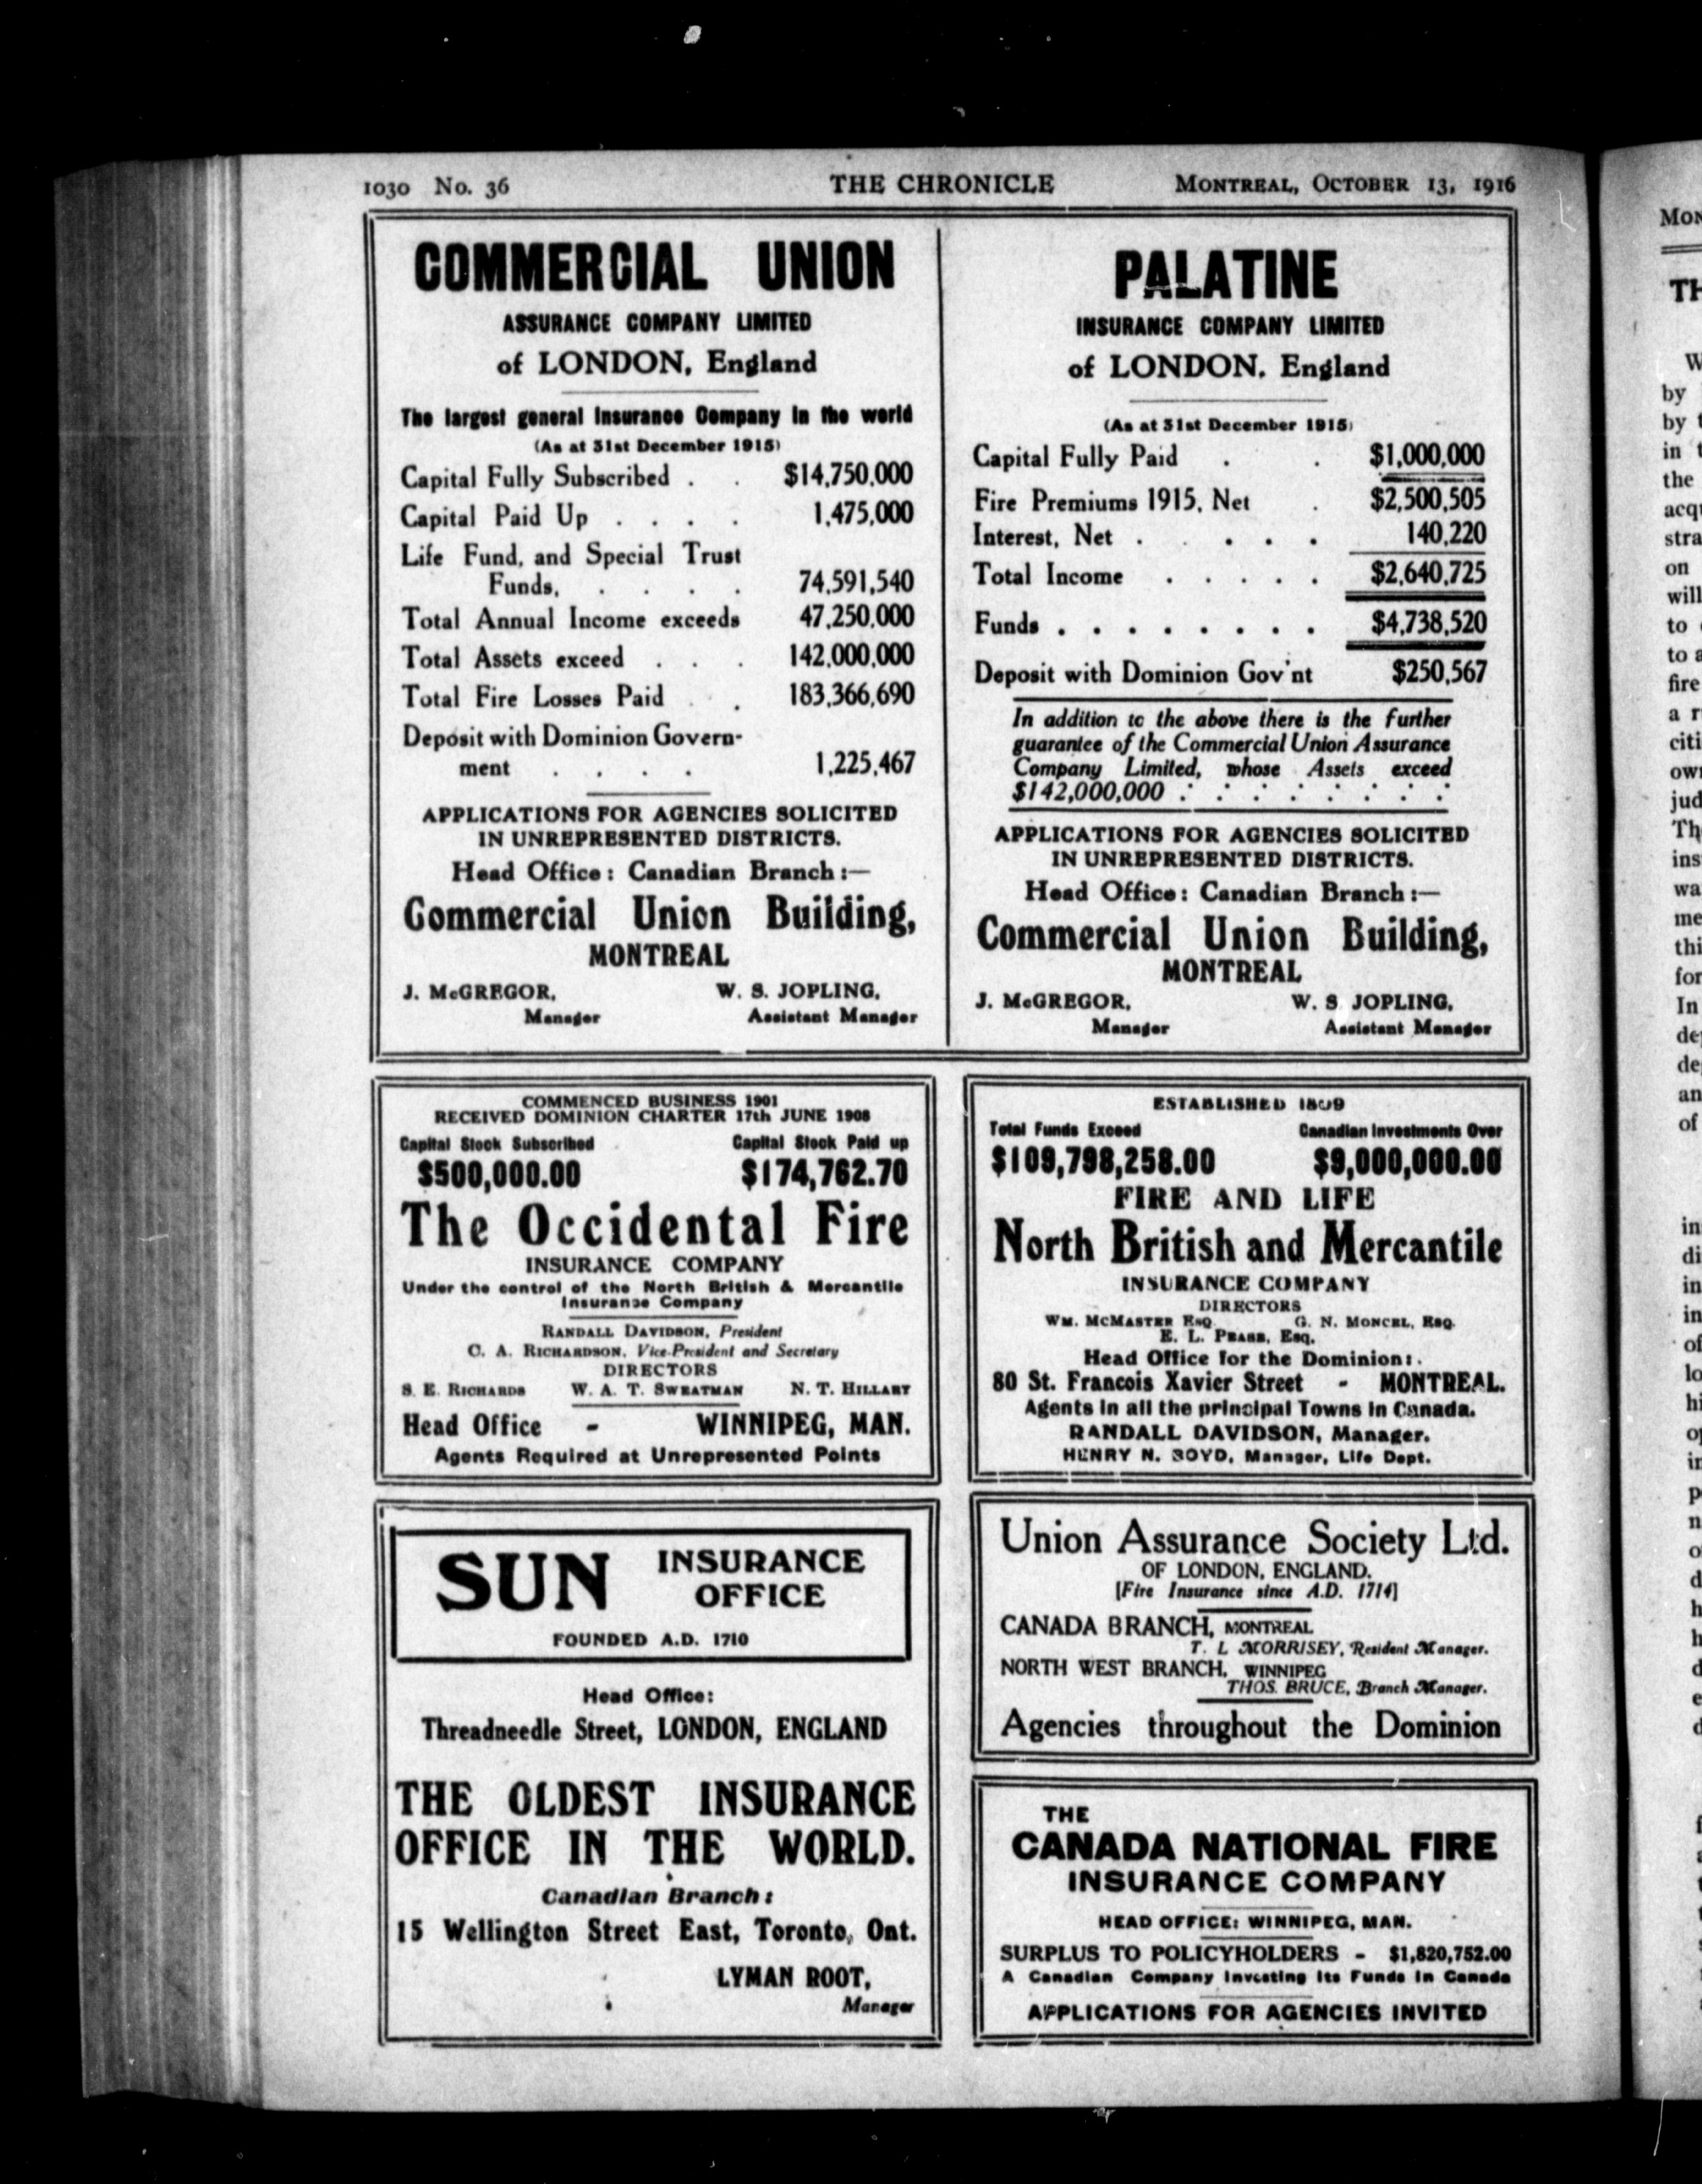 1030 No. 36 THE CHRONICLE MONTREAL, OCTOBER 13, 1916
COMMERCIAL UNION
ASSURANCE COMPANY LIMITED
of LONDON, England
The largest general Insurance Company in the world
(As at 31st December 1915)
Capital Fully Subscribed . . $14,750,000
Capital Paid Up . . . . 1,475,000
Life Fund, and Special Trust
Funds, . . . . 74,591,540
Total Annual Income exceeds 47,250,000
Total Assets exceed . . . 142,000,000
Total Fire Losses Paid . . 183,366,690
Deposit with Dominion Govern-
ment . . . . 1,225,467
APPLICATIONS FOR AGENCIES SOLICITED
IN UNREPRESENTED DISTRICTS.
Head Office: Canadian Branch:—
Commercial Union Building,
MONTREAL
J. McGREGOR, W. S. JOPLING,
Manager Assistant Manager
PALATINE
INSURANCE COMPANY LIMITED
of LONDON. England
(As at 31st December 1915)
Capital Fully Paid . . $1,000,000
Fire Premiums 1915, Net . $2,500,505
Interest, Net . . . . . 140,220
Total Income . . . . . $2,640,725
Funds . . . . . . . . $4,738,520
Deposit with Dominion Gov'nt $250,567
In addition to the above there is the further
guarantee of the Commercial Union Assurance
Company Limited, whose Assets exceed
$142,000,000 : : : : : : : :
APPLICATIONS FOR AGENCIES SOLICITED
IN UNREPRESENTED DISTRICTS.
Head Office: Canadian Branch:—
Commercial Union Building,
MONTREAL
J. McGREGOR, W. S JOPLING,
Manager Assistant Manager
COMMENCED BUSINESS 1901
RECEIVED DOMINION CHARTER 17th JUNE 1908
Capital Stock Subscribed Capital Stock Paid up
$500,000.00 $174,762.70
The Occidental Fire
INSURANCE COMPANY
Under the control of the North British & Mercantile
Insurance Company
RANDALL DAVIDSON, President
C. A. RICHARDSON, Vice-President and Secretary
DIRECTORS
S. E. RICHARDS W. A. T. SWEATMAN N. T. HILLARY
Head Office - WINNIPEG, MAN.
Agents Required at Unrepresented Points
ESTABLISHED 1809
Total Funds Exceed Canadian Investments Over
$109,798,258.00 $9,000,000.00
FIRE AND LIFE
North British and Mercantile
INSURANCE COMPANY
DIRECTORS
WM. MCMASTER ESQ. G. N. MONCEL, ESQ.
E. L. PEASE, Esq.
Head Office for the Dominion:
80 St. Francois Xavier Street - MONTREAL.
Agents in all the principal Towns in Canada.
RANDALL DAVIDSON, Manager.
HENRY N. BOYD, Manager, Life Dept.
SUN INSURANCE
OFFICE
FOUNDED A.D. 1710
Head Office:
Threadneedle Street, LONDON, ENGLAND
THE OLDEST INSURANCE
OFFICE IN THE WORLD.
Canadian Branch:
15 Wellington Street East, Toronto, Ont.
LYMAN ROOT,
Manager
Union Assurance Society Ltd.
OF LONDON, ENGLAND.
[Fire Insurance since A.D. 1714]
CANADA BRANCH, MONTREAL
T. L MORRISEY, Resident Manager.
NORTH WEST BRANCH, WINNIPEG
THOS. BRUCE, Branch Manager.
Agencies throughout the Dominion
THE
CANADA NATIONAL FIRE
INSURANCE COMPANY
HEAD OFFICE: WINNIPEG, MAN.
SURPLUS TO POLICYHOLDERS - $1,820,752.00
A Canadian Company Investing Its Funds in Canada
APPLICATIONS FOR AGENCIES INVITED